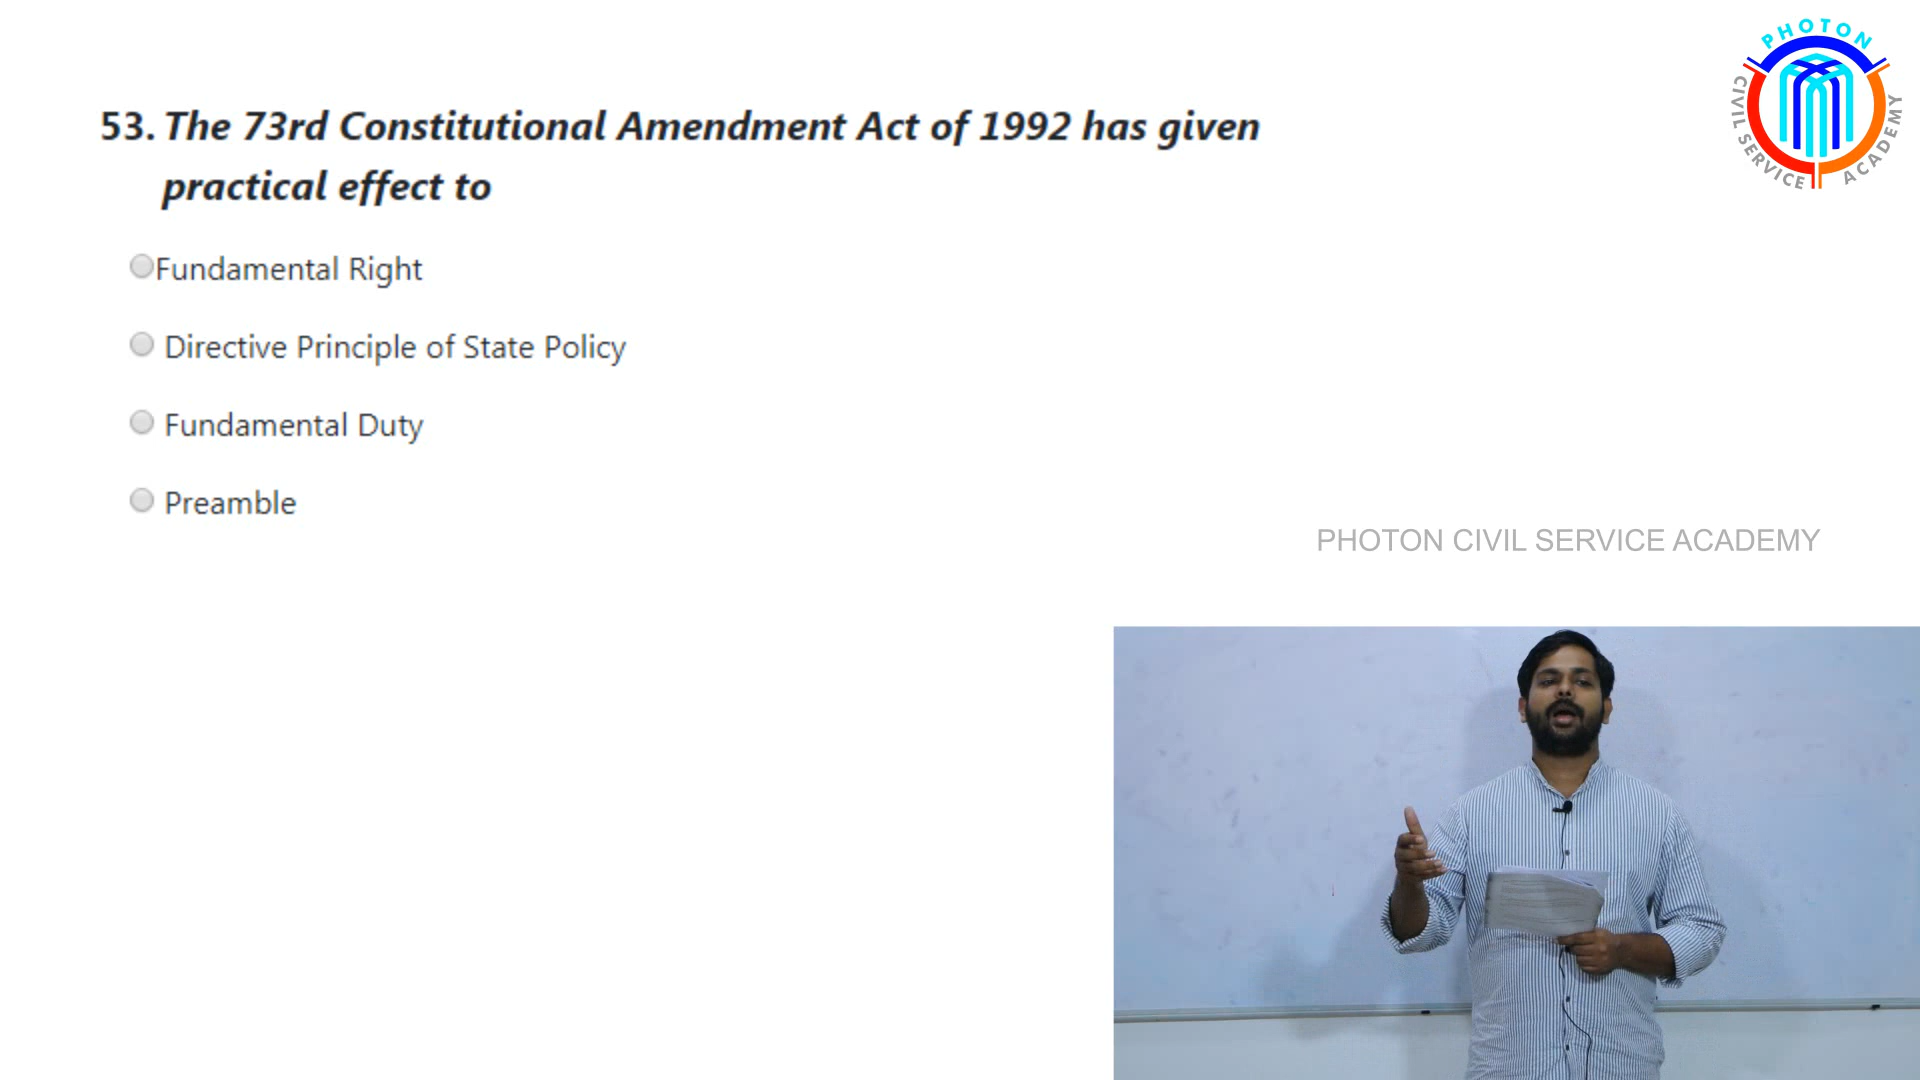 53. The 73rd Constitutional Amendment Act of 1992 has given
practical effect to
Fundamental Right
Directive Principle of State Policy
Fundamental Duty
Preamble
PHOTON
CIVIL SERVICE ACADEMY
PHOTON CIVIL SERVICE ACADEMY